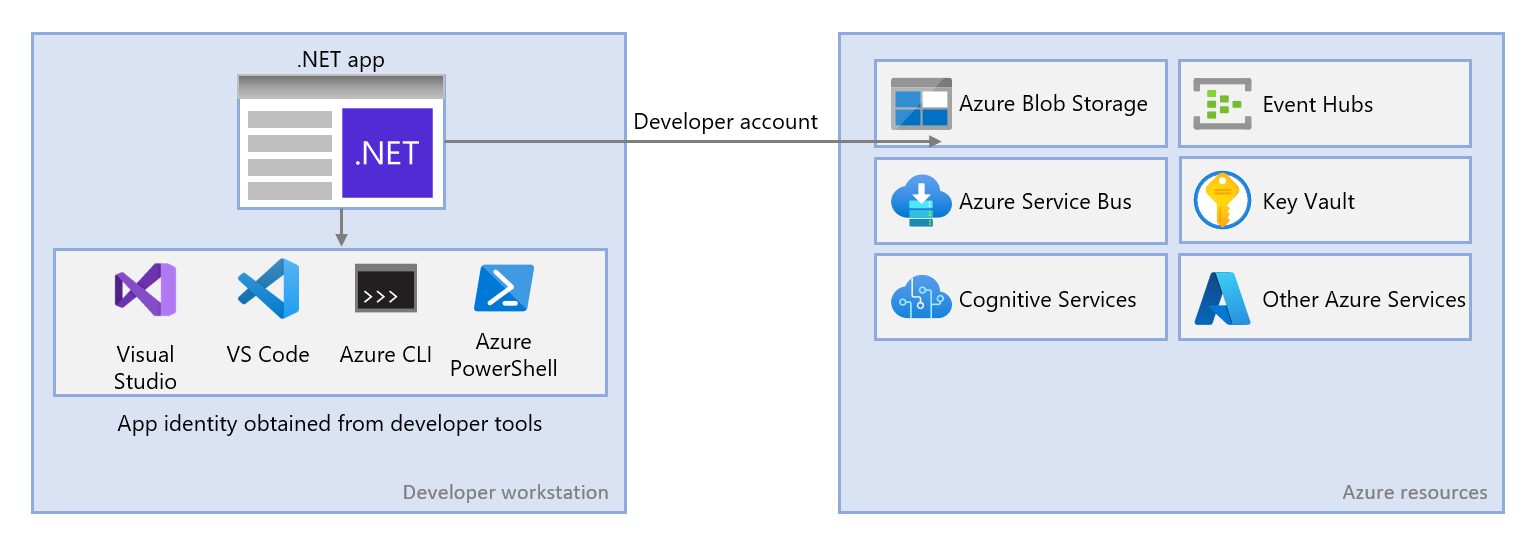 .NET app
.NET
Developer account
Visual
Studio
VS Code
>>>
Azure CLI
Azure
PowerShell
App identity obtained from developer tools
Developer workstation
Azure Blob Storage
Event Hubs
Azure Service Bus
Key Vault
Cognitive Services
Other Azure Services
Azure resources